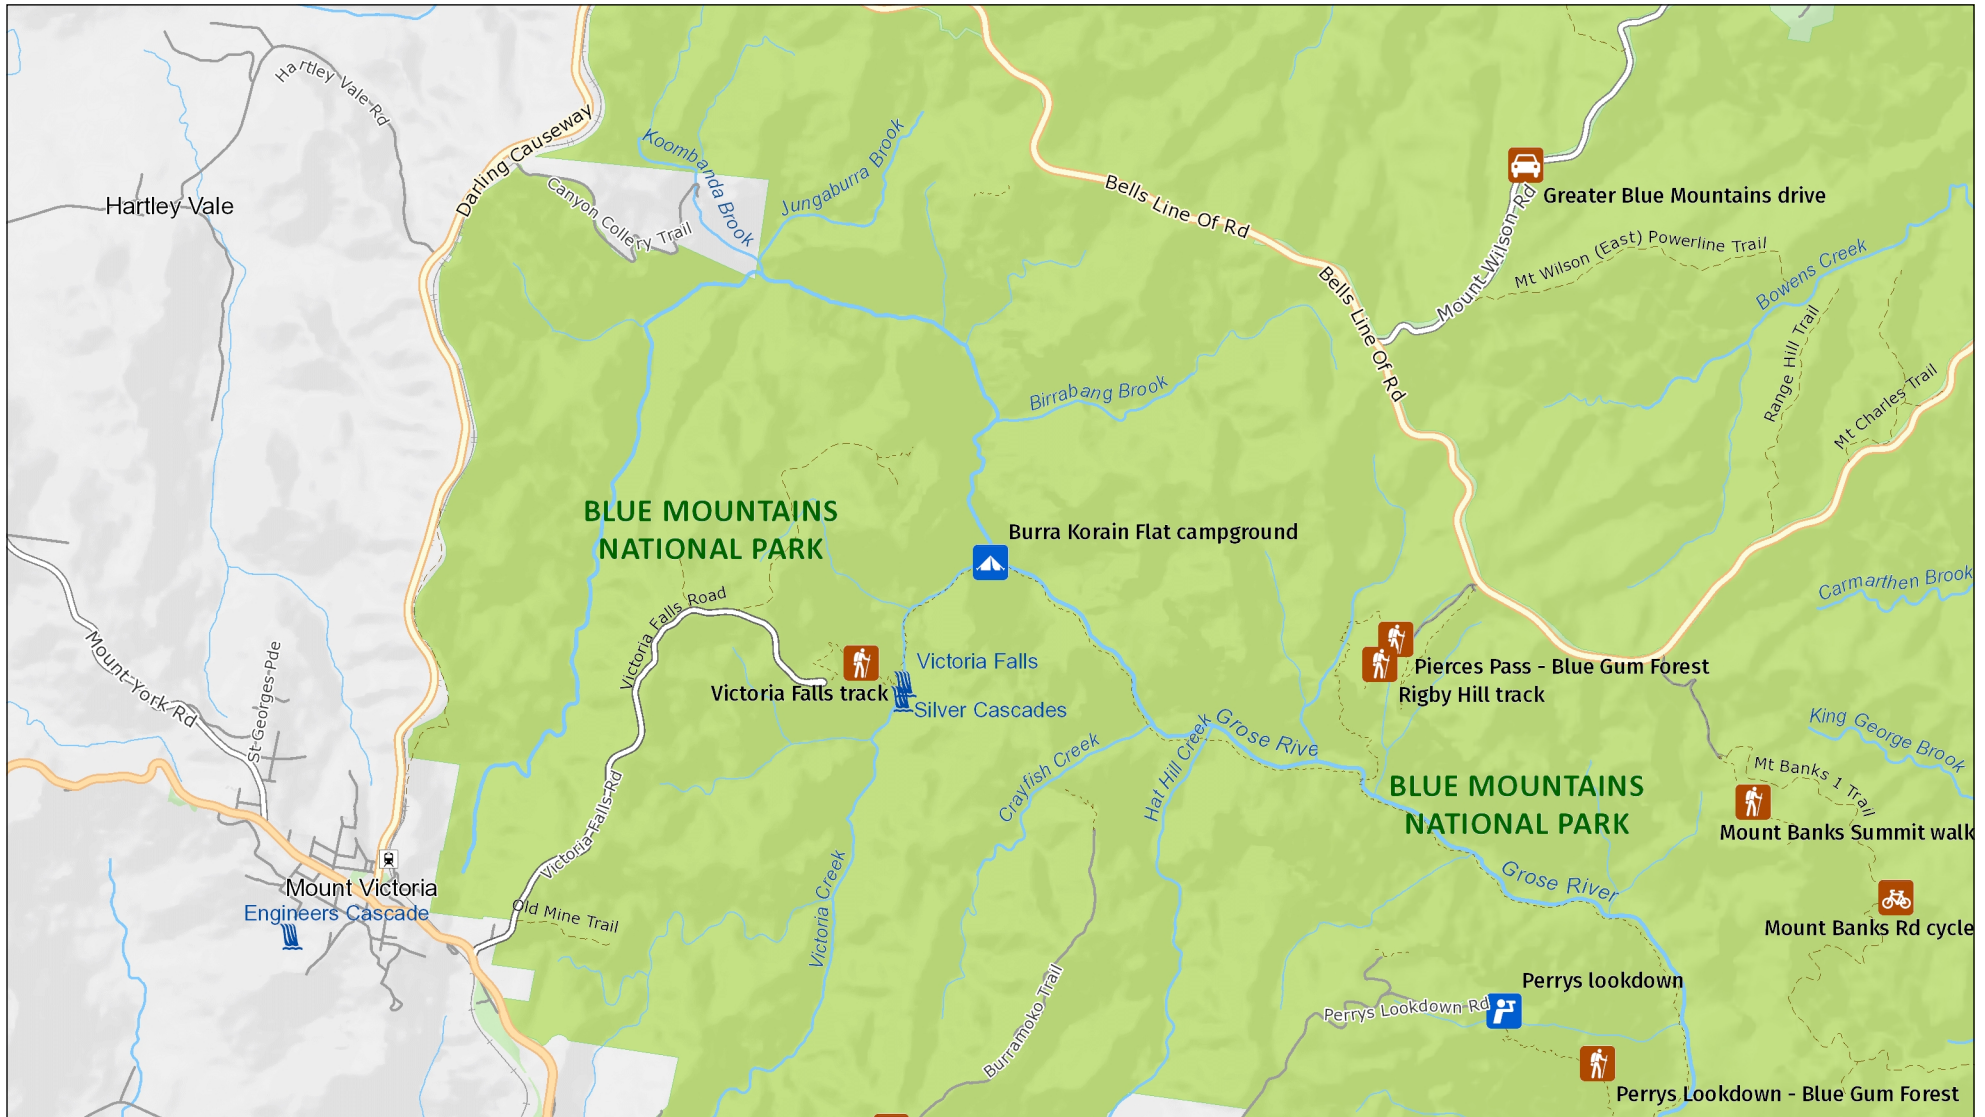 Hartley Vale Rd
Darling Causeway
Koombanda Brook
Jungaburra Brook
Canyon Collery Trail
Hartley Vale
Bells Line Of Rd
Greater Blue Mountains drive
Mount Wilson Rd
Mt Wilson (East) Powerline Trail
Bowens Creek
Bells Line Of Rd
Range Hill Trail
Mt Charles Trail
Birrabang Brook
BLUE MOUNTAINS
NATIONAL PARK
Burra Korain Flat campground
Carmarthen Brook
Victoria Falls Road
Mount York Rd
St Georges Pde
Victoria Falls
Victoria Falls track
Silver Cascades
Pierces Pass - Blue Gum Forest
Rigby Hill track
King George Brook
Grose Rive
Hat Hill Creek
Crayfish Creek
Mt Banks 1 Trail
BLUE MOUNTAINS
NATIONAL PARK
Mount Banks Summit walk
Victoria Falls Rd
Mount Victoria
Engineers Cascade
Old Mine Trail
Victoria Creek
Grose River
Mount Banks Rd cycle
Burramoko Trail
Perrys lookdown
Perrys Lookdown Rd
Perrys Lookdown - Blue Gum Forest